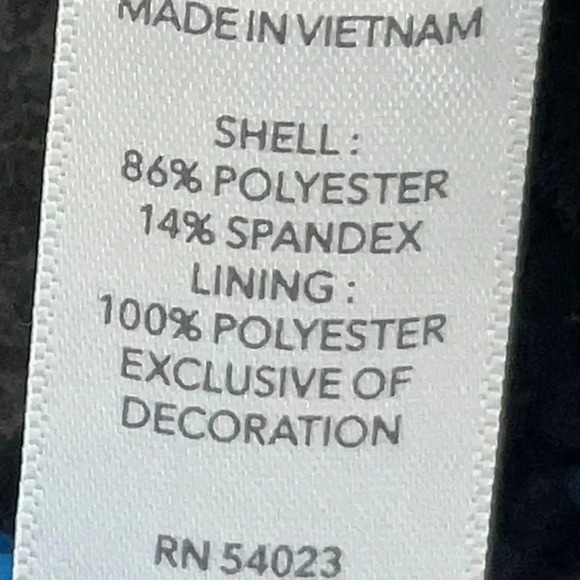 MADE IN VIETNAM
SHELL :
86% POLYESTER
14% SPANDEX
LINING :
100% POLYESTER
EXCLUSIVE OF
DECORATION
RN 54023